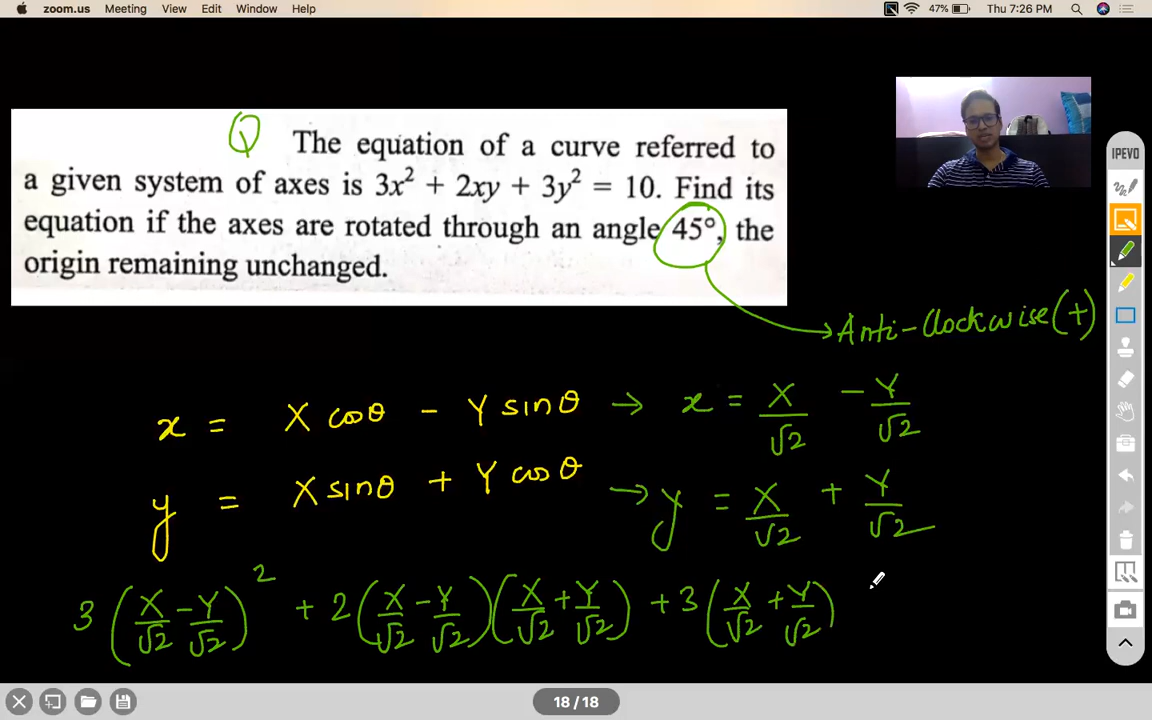 zoom.us Meeting View Edit Window Help 47% Thu 7:26 PM
Q The equation of a curve referred to
a given system of axes is 3x² + 2xy + 3y² = 10. Find its
equation if the axes are rotated through an angle 45°, the
origin remaining unchanged.
IPEVO
→ Anti-Clockwise (+)
x = X cosθ - Y sinθ → x = X/√2 - Y/√2
y = X sinθ + Y cosθ → y = X/√2 + Y/√2
3(X/√2 - Y/√2)² + 2(X/√2 - Y/√2)(X/√2 + Y/√2) + 3(X/√2 + Y/√2)
18 / 18